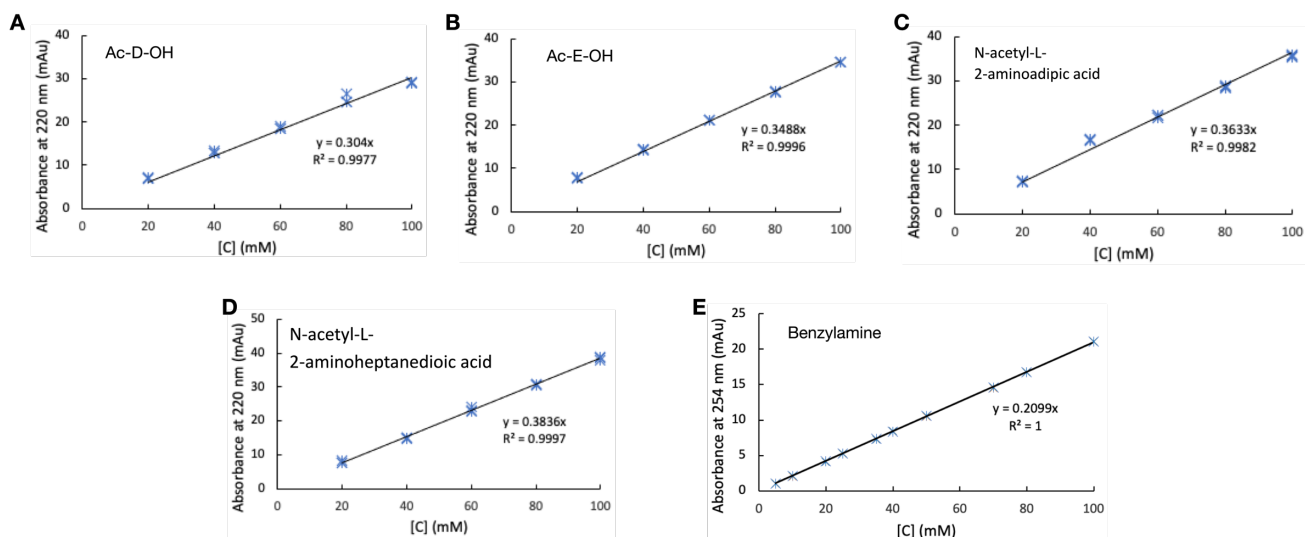 A
Ac-D-OH
Absorbance at 220 nm (mAu)
40
30
20
10
0
y = 0.304x
R² = 0.9977
0 20 40 60 80 100
[C] (mM)
B
Ac-E-OH
Absorbance at 220 nm (mAu)
40
30
20
10
0
y = 0.3488x
R² = 0.9996
0 20 40 60 80 100
[C] (mM)
C
N-acetyl-L-
2-aminoadipic acid
Absorbance at 220 nm (mAu)
40
30
20
10
0
y = 0.3633x
R² = 0.9982
0 20 40 60 80 100
[C] (mM)
D
N-acetyl-L-
2-aminoheptanedioic acid
Absorbance at 220 nm (mAu)
50
40
30
20
10
0
y = 0.3836x
R² = 0.9997
0 20 40 60 80 100
[C] (mM)
E
Benzylamine
Absorbance at 254 nm (mAu)
25
20
15
10
5
0
y = 0.2099x
R² = 1
0 20 40 60 80 100
[C] (mM)